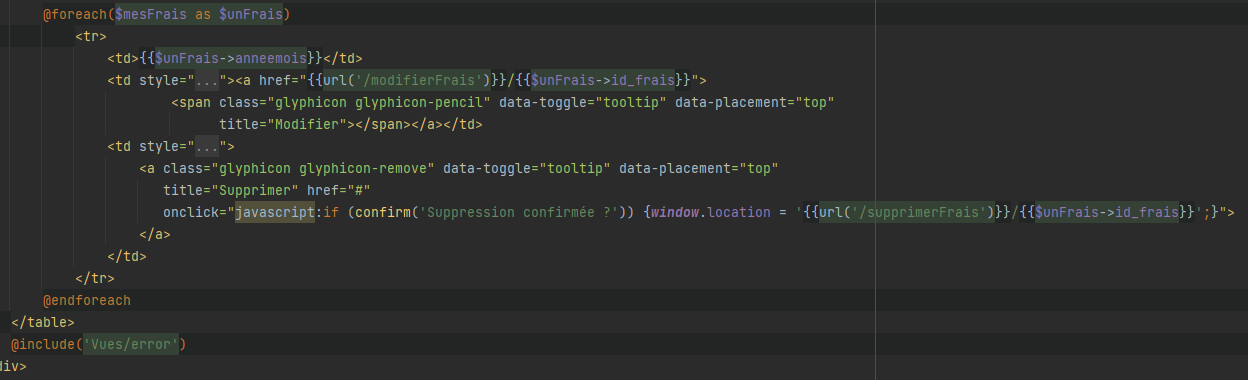 @foreach($mesFrais as $unFrais)
<tr>
<td>{{$unFrais->anneemois}}</td>
<td style="..."><a href="{{url('/modifierFrais')}}/{{$unFrais->id_frais}}">
<span class="glyphicon glyphicon-pencil" data-toggle="tooltip" data-placement="top"
title="Modifier"></span></a></td>
<td style="...">
<a class="glyphicon glyphicon-remove" data-toggle="tooltip" data-placement="top"
title="Supprimer" href="#"
onclick="javascript:if (confirm('Suppression confirmée ?')) {window.location = '{{url('/supprimerFrais')}}/{{$unFrais->id_frais}}';}">
</a>
</td>
</tr>
@endforeach
</table>
@include('Vues/error')
div>